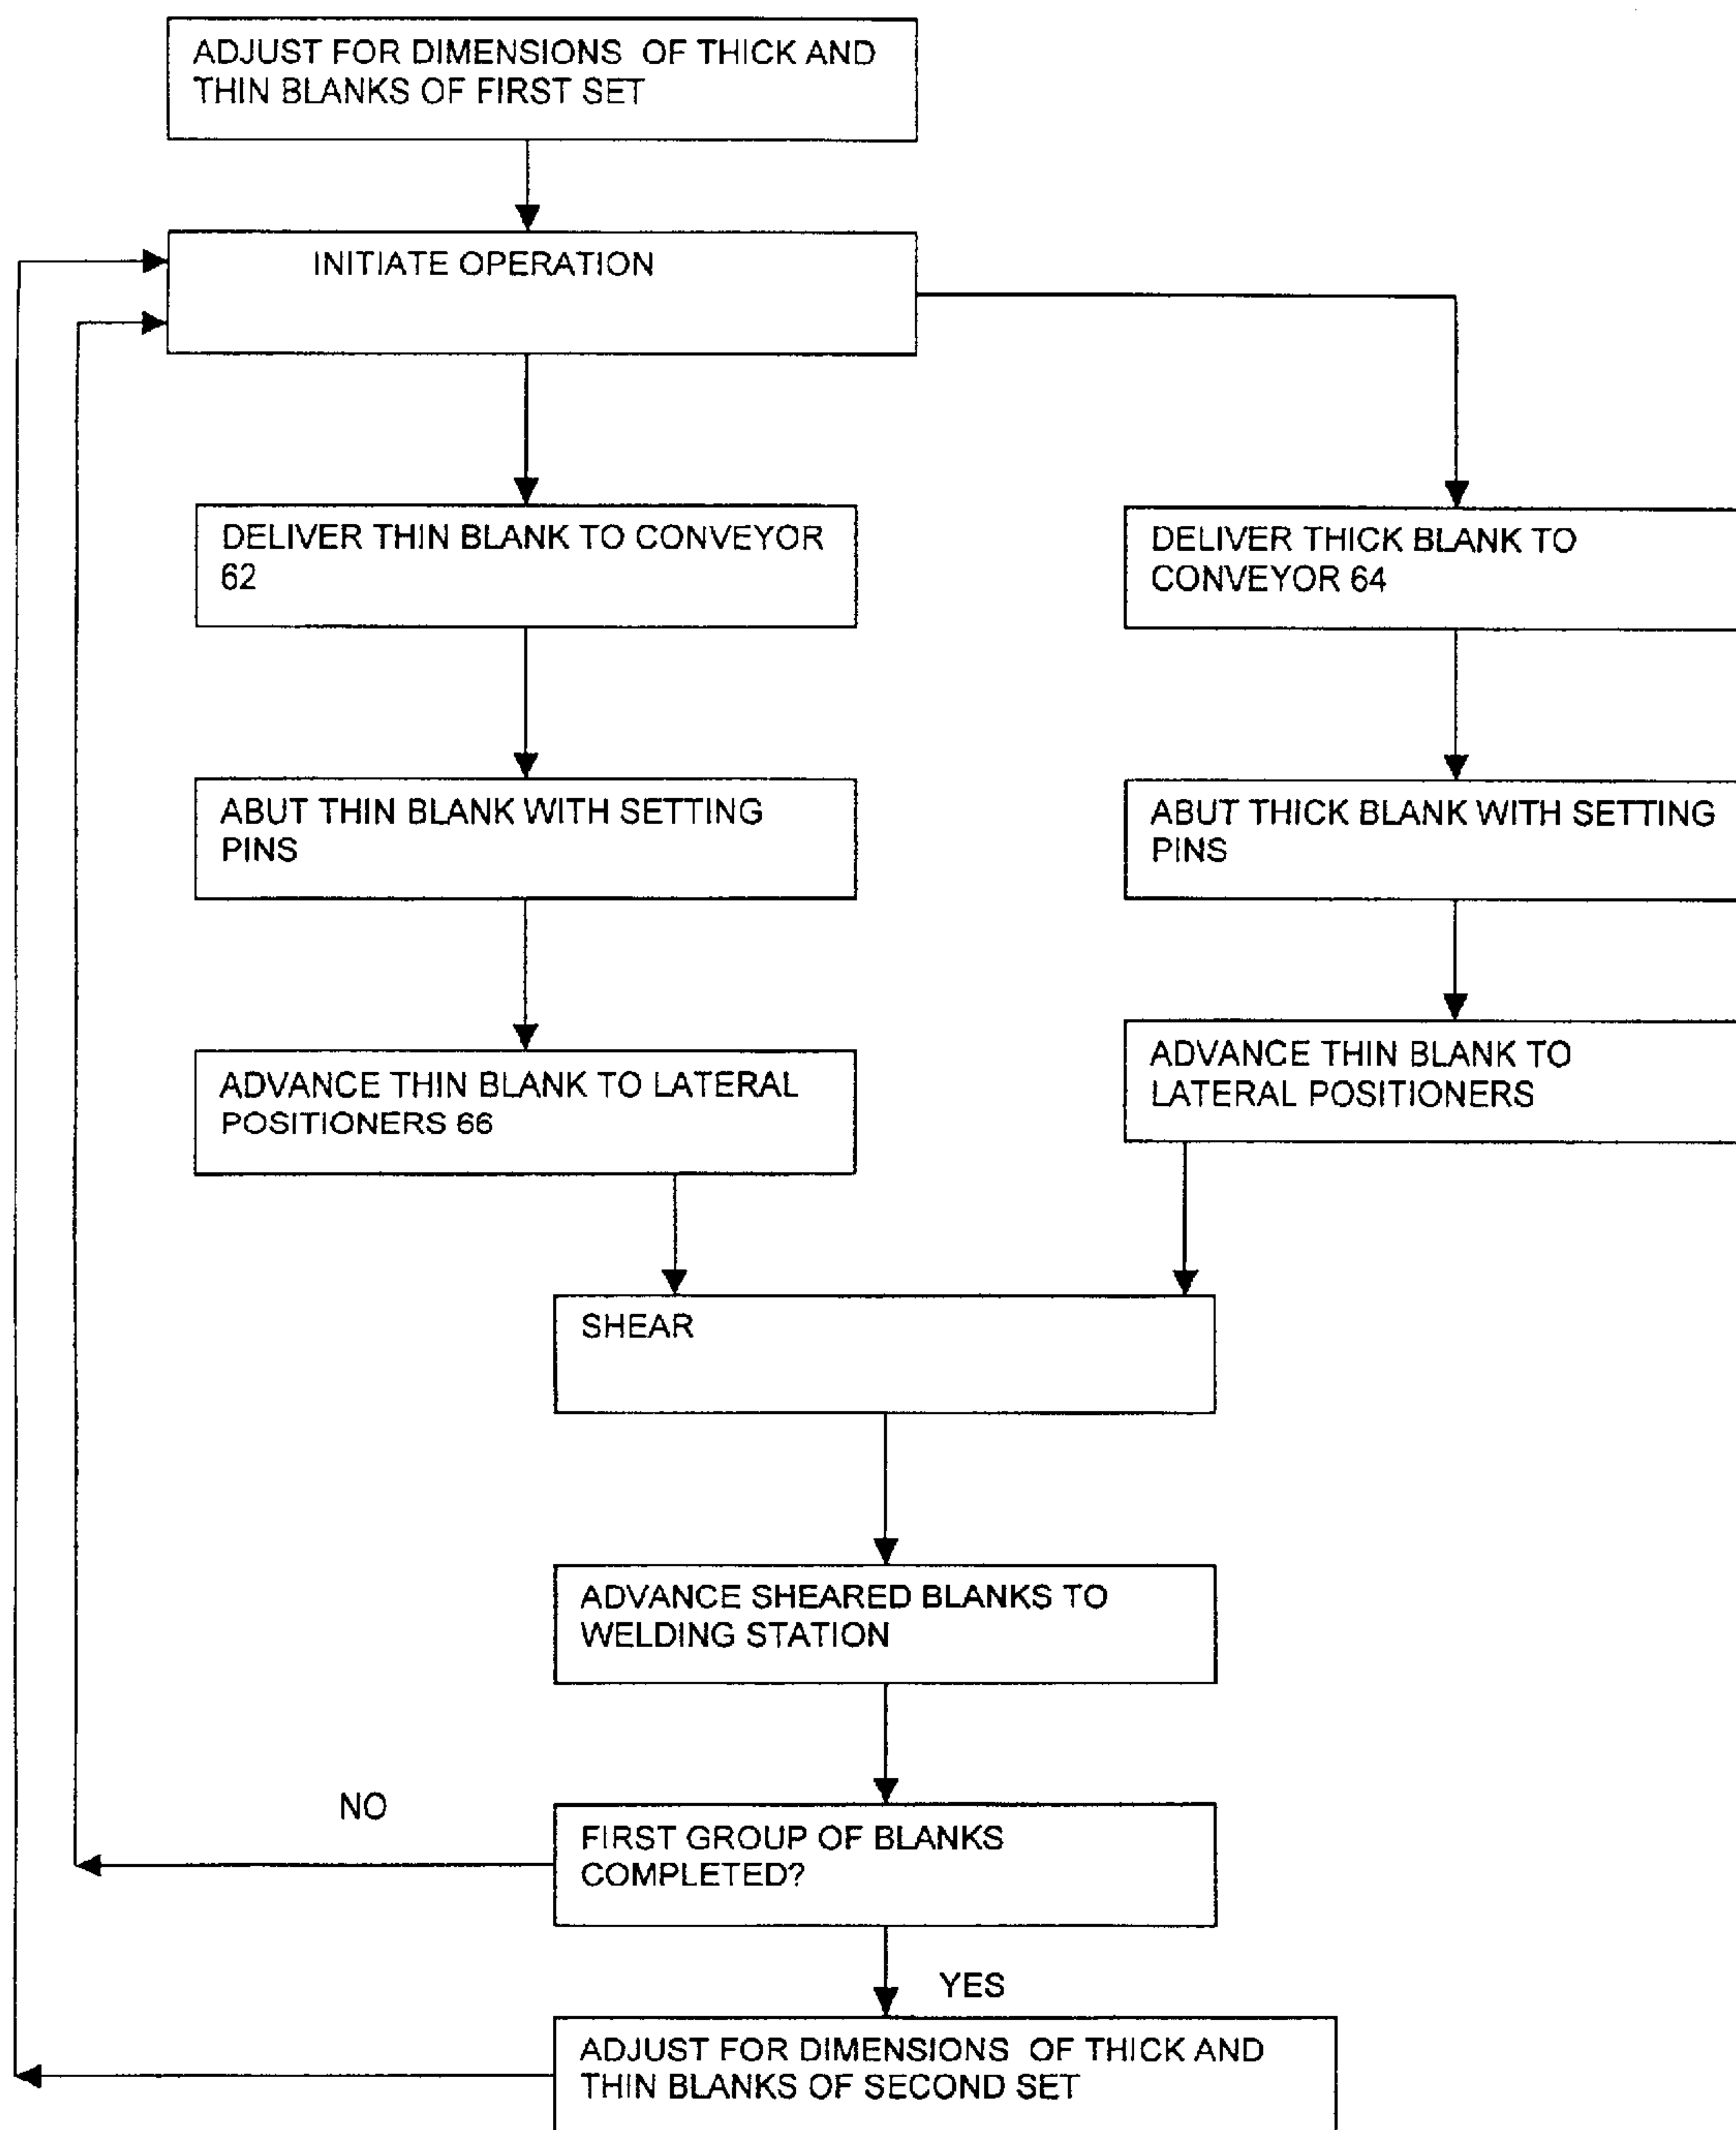 ADJUST FOR DIMENSIONS OF THICK AND
THIN BLANKS OF FIRST SET
INITIATE OPERATION
DELIVER THIN BLANK TO CONVEYOR
62
DELIVER THICK BLANK TO
CONVEYOR 64
ABUT THIN BLANK WITH SETTING
PINS
ABUT THICK BLANK WITH SETTING
PINS
ADVANCE THIN BLANK TO LATERAL
POSITIONERS 66
ADVANCE THIN BLANK TO
LATERAL POSITIONERS
SHEAR
ADVANCE SHEARED BLANKS TO
WELDING STATION
NO
FIRST GROUP OF BLANKS
COMPLETED?
YES
ADJUST FOR DIMENSIONS OF THICK AND
THIN BLANKS OF SECOND SET